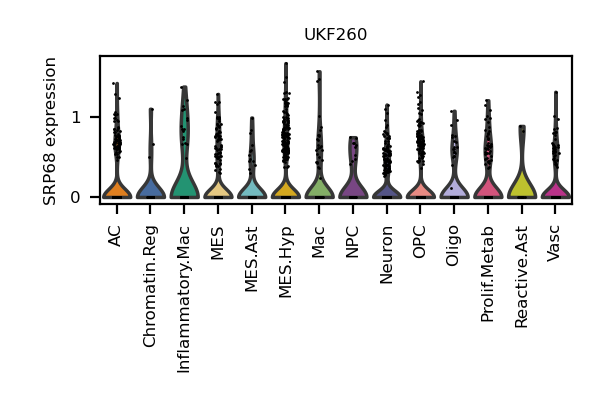 UKF260
SRP68 expression
1
0
AC
Chromatin.Reg
Inflammatory.Mac
MES
MES.Ast
MES.Hyp
Mac
NPC
Neuron
OPC
Oligo
Prolif.Metab
Reactive.Ast
Vasc